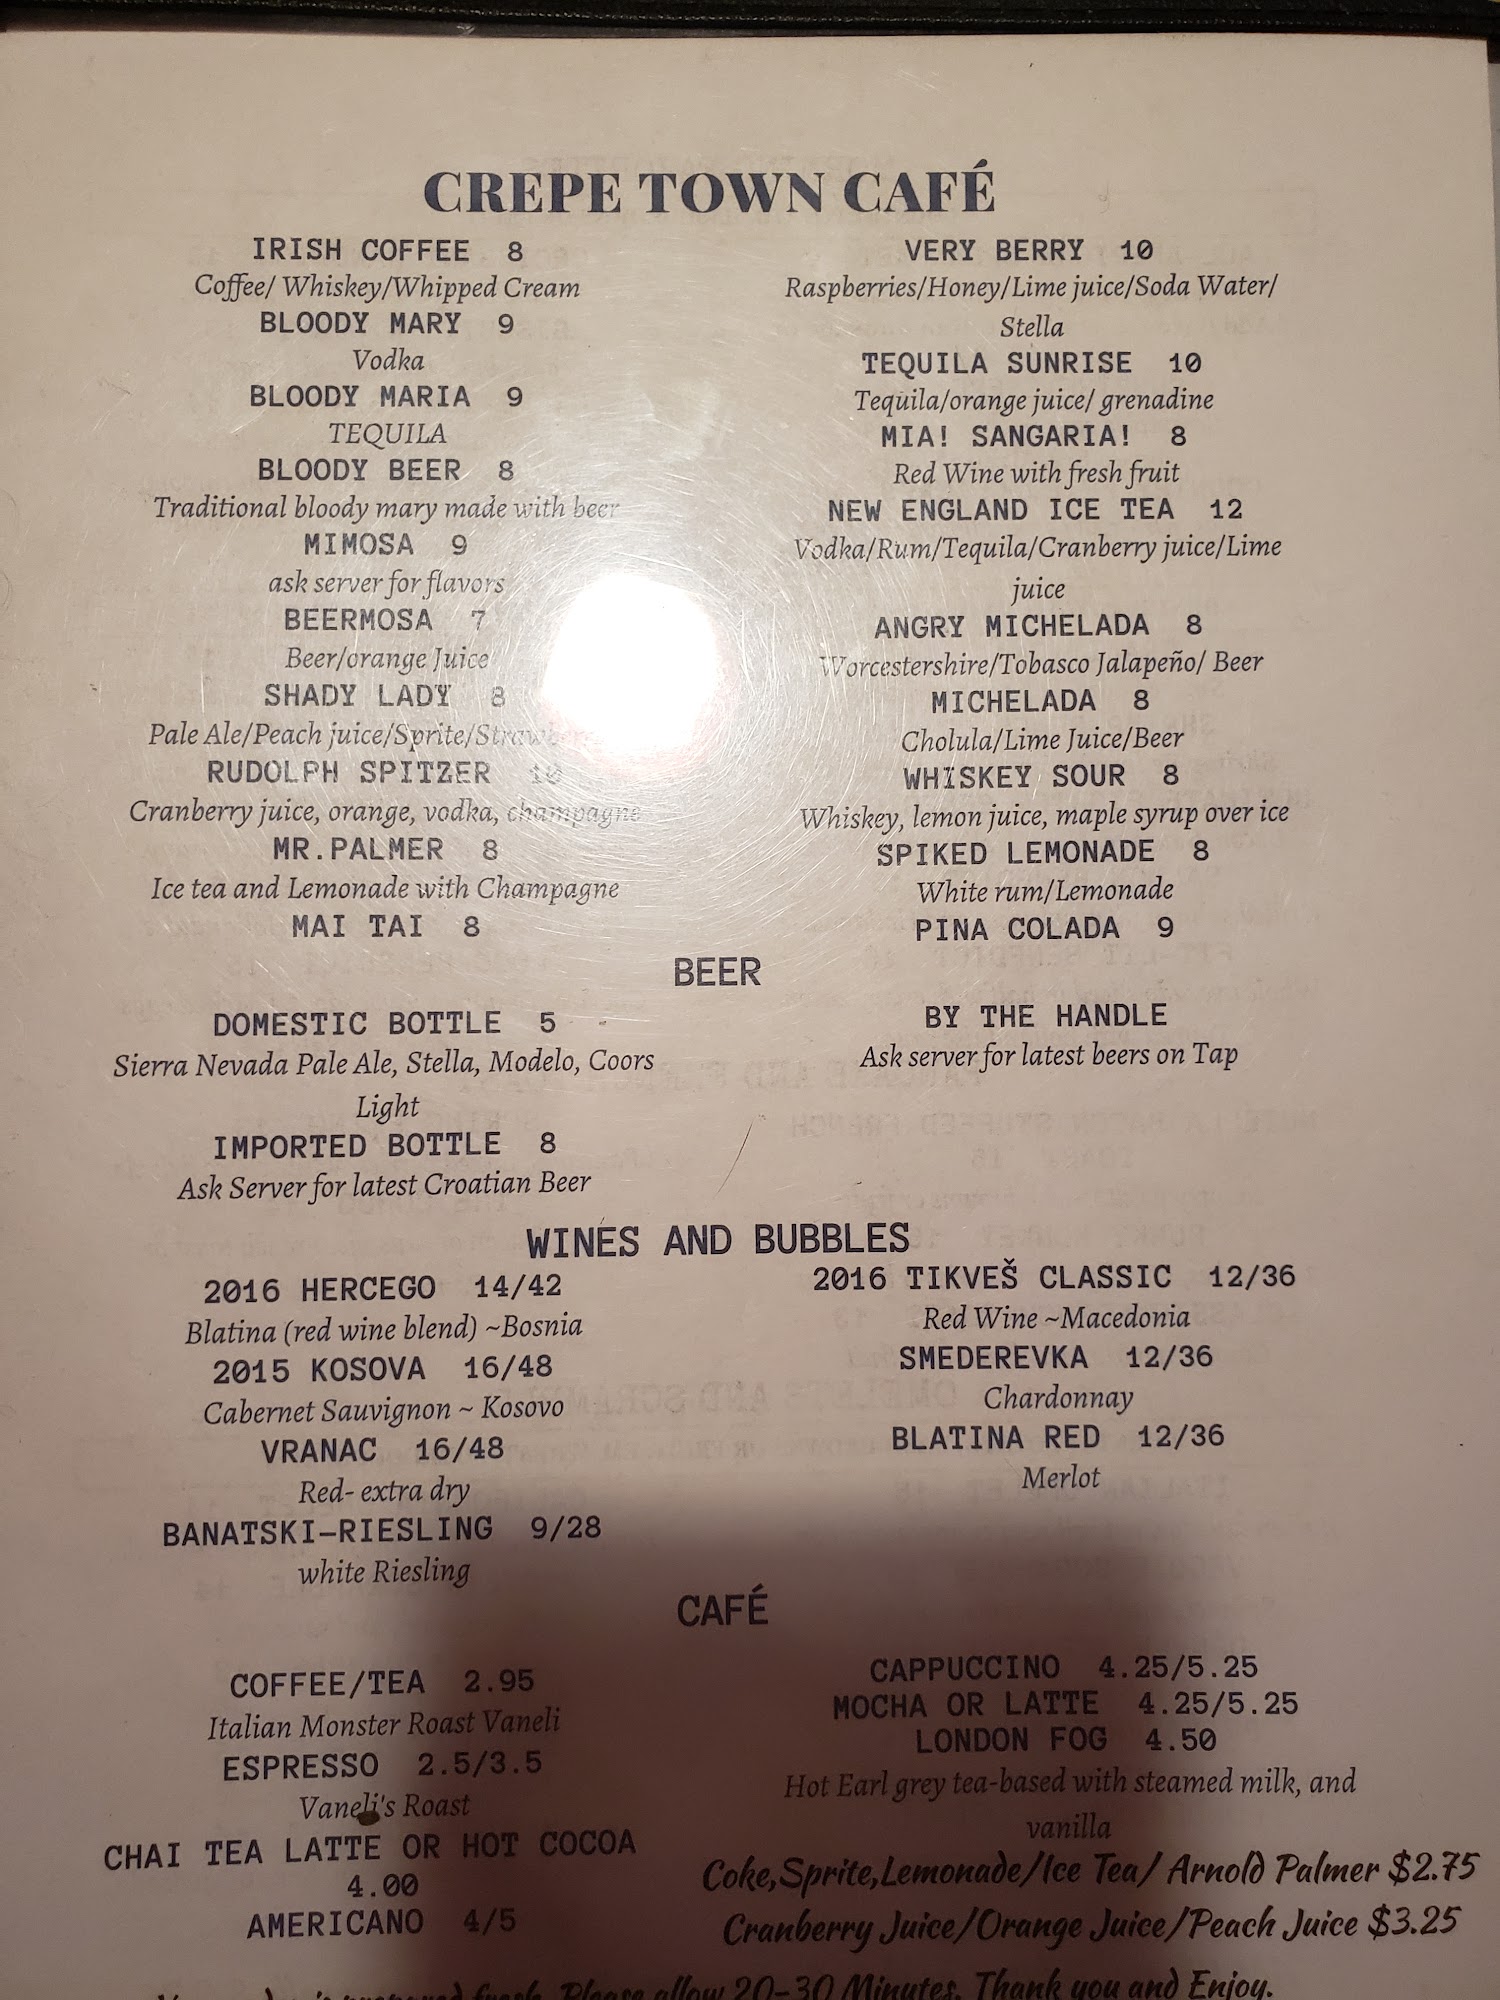 CREPE TOWN CAFÉ
IRISH COFFEE 8
Coffee/ Whiskey/Whipped Cream
BLOODY MARY 9
Vodka
BLOODY MARIA 9
TEQUILA
BLOODY BEER 8
Traditional bloody mary made with beer
MIMOSA 9
ask server for flavors
BEERMOSA 7
Beer/orange Juice
SHADY LADY 8
Pale Ale/Peach juice/Sprite/
RUDOLPH SPITZER 10
Cranberry juice, orange, vodka, champagne
MR.PALMER 8
Ice tea and Lemonade with Champagne
MAI TAI 8
VERY BERRY 10
Raspberries/Honey/Lime juice/Soda Water/
Stella
TEQUILA SUNRISE 10
Tequila/orange juice/ grenadine
MIA! SANGARIA! 8
Red Wine with fresh fruit
NEW ENGLAND ICE TEA 12
Vodka/Rum/Tequila/Cranberry juice/Lime
juice
ANGRY MICHELADA 8
Worcestershire/Tobasco Jalapeño/ Beer
MICHELADA 8
Cholula/Lime Juice/Beer
WHISKEY SOUR 8
Whiskey, lemon juice, maple syrup over ice
SPIKED LEMONADE 8
White rum/Lemonade
PINA COLADA 9
BEER
DOMESTIC BOTTLE 5
Sierra Nevada Pale Ale, Stella, Modelo, Coors
Light
IMPORTED BOTTLE 8
Ask Server for latest Croatian Beer
BY THE HANDLE
Ask server for latest beers on Tap
WINES AND BUBBLES
2016 HERCEGO 14/42
Blatina (red wine blend) ~Bosnia
2015 KOSOVA 16/48
Cabernet Sauvignon ~ Kosovo
VRANAC 16/48
Red- extra dry
BANATSKI–RIESLING 9/28
white Riesling
2016 TIKVEŠ CLASSIC 12/36
Red Wine ~Macedonia
SMEDEREVKA 12/36
Chardonnay
BLATINA RED 12/36
Merlot
CAFÉ
COFFEE/TEA 2.95
Italian Monster Roast Vaneli
ESPRESSO 2.5/3.5
Vaneli's Roast
CHAI TEA LATTE OR HOT COCOA
4.00
AMERICANO 4/5
CAPPUCCINO 4.25/5.25
MOCHA OR LATTE 4.25/5.25
LONDON FOG 4.50
Hot Earl grey tea-based with steamed milk, and
vanilla
Coke,Sprite,Lemonade/Ice Tea/ Arnold Palmer $2.75
Cranberry Juice/Orange Juice/Peach Juice $3.25
is prepared fresh. Please allow 20-30 Minutes. Thank you and Enjoy.